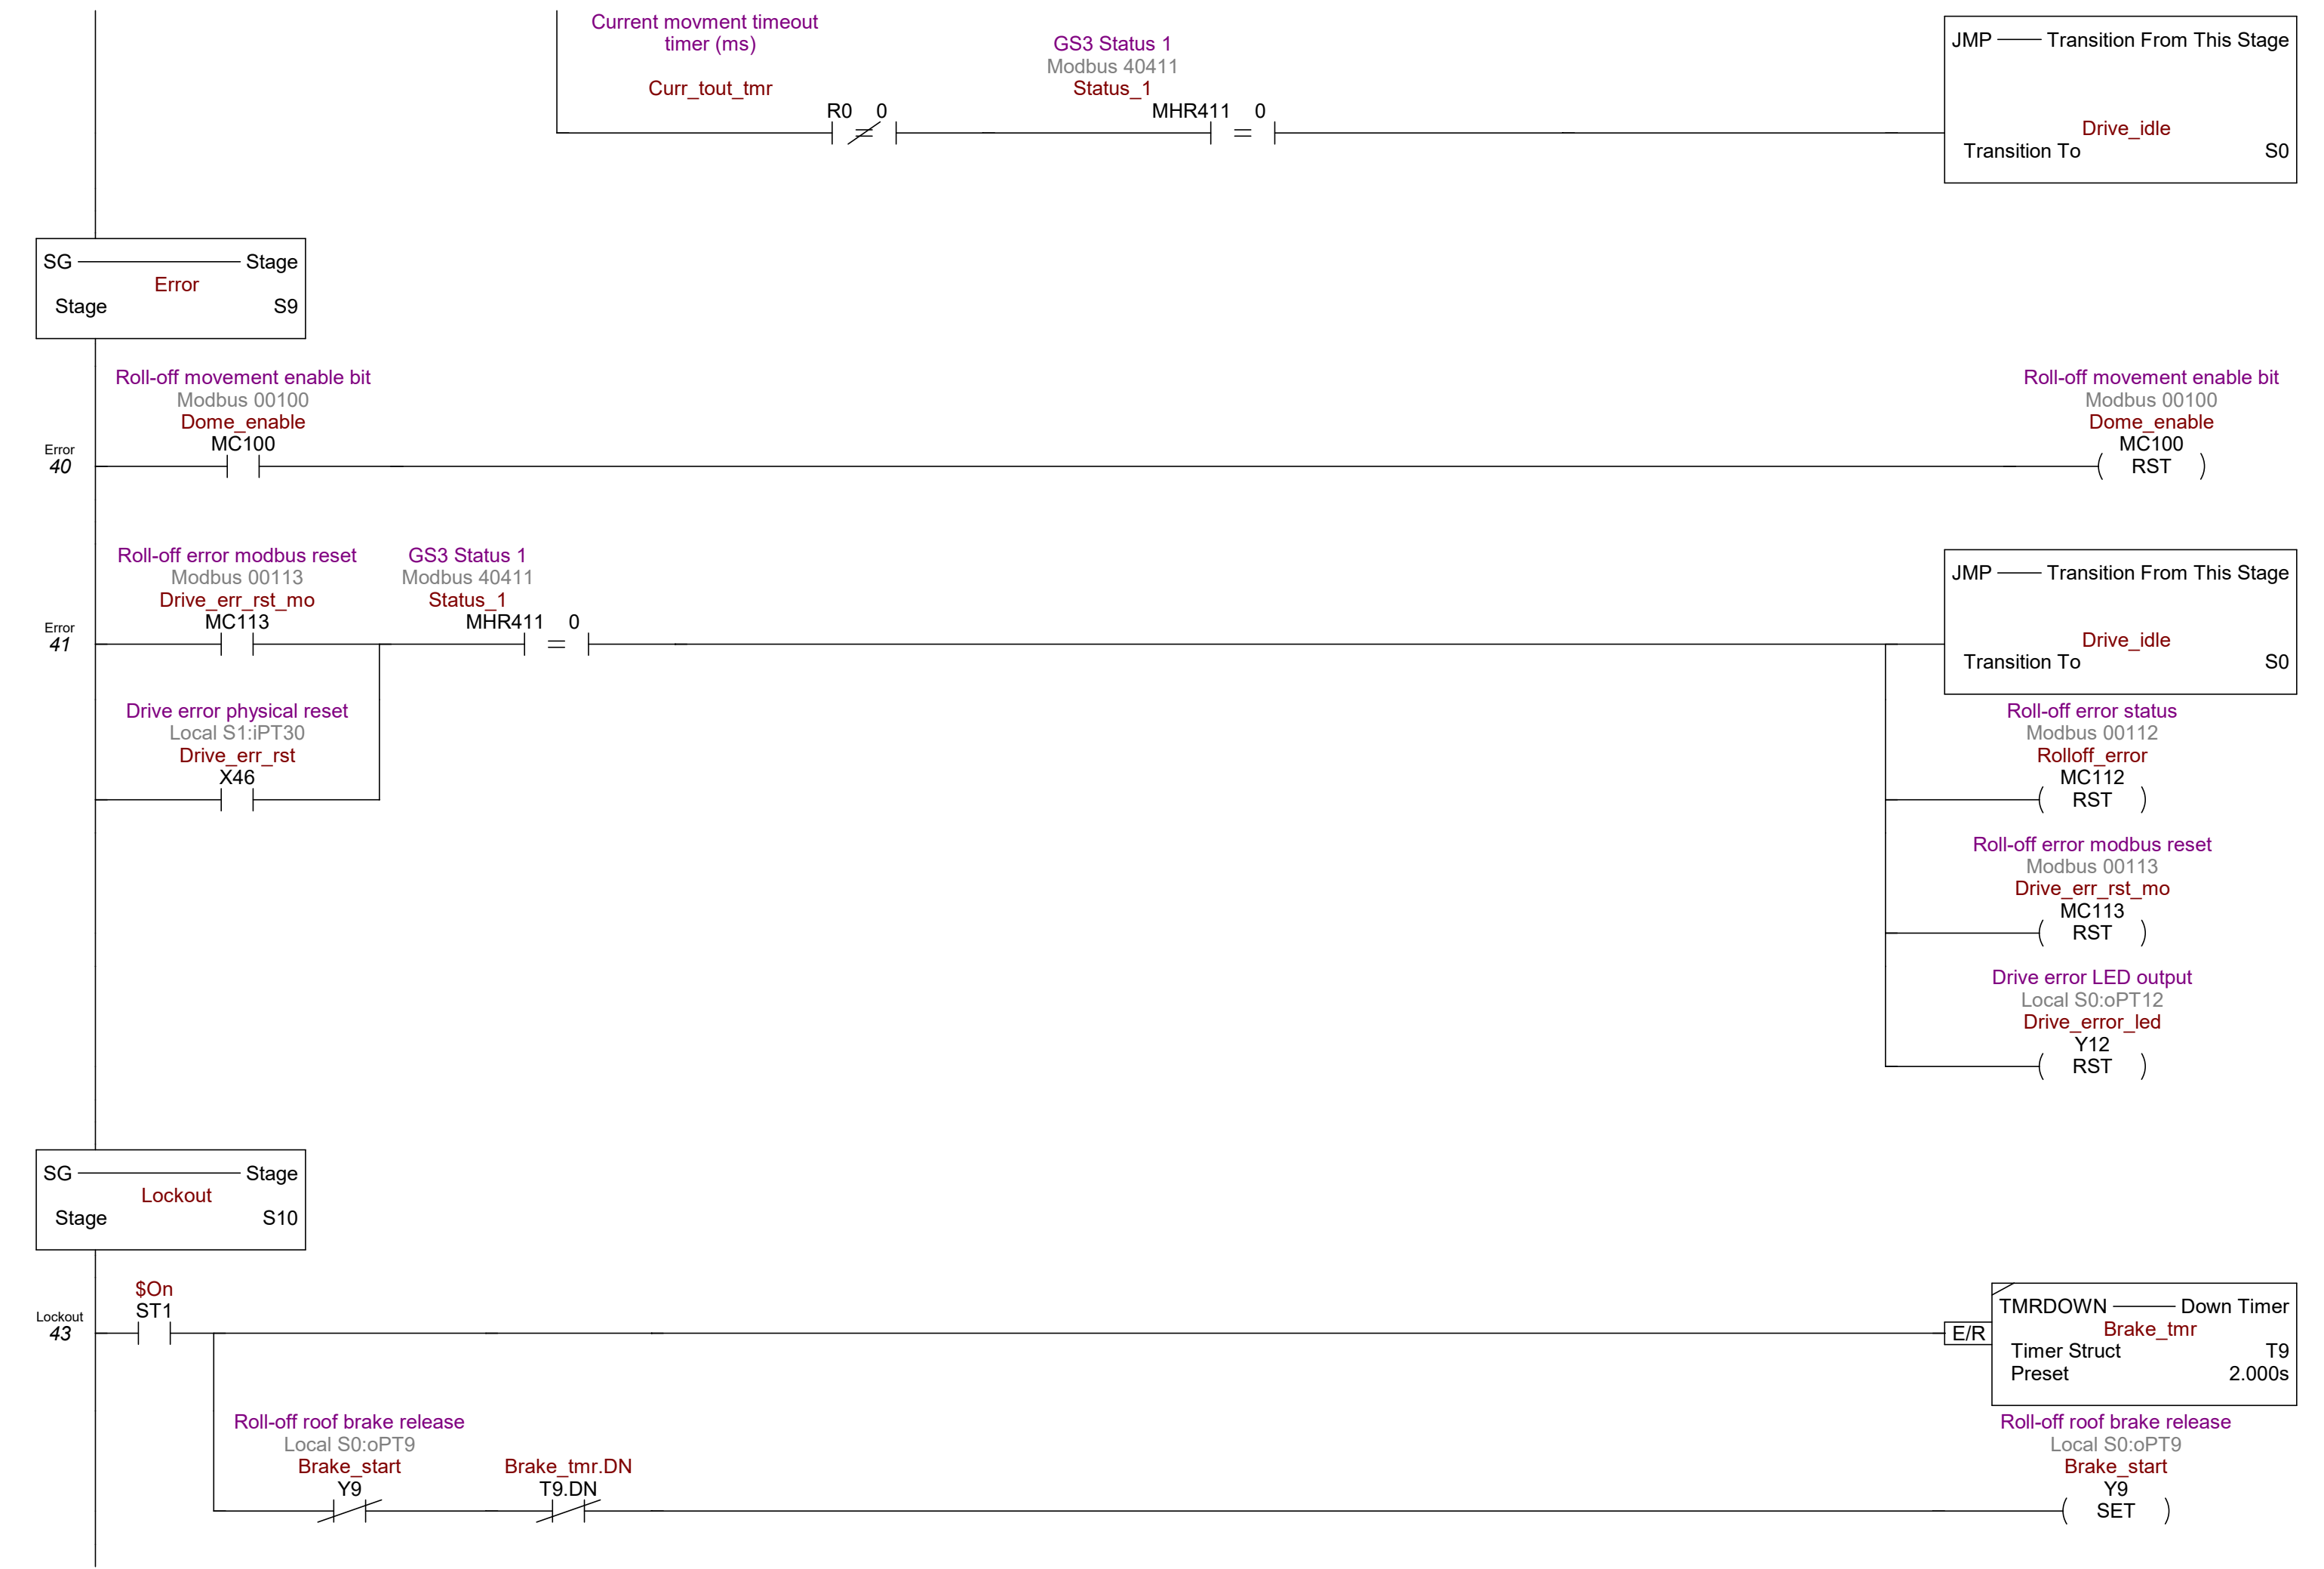 Current movment timeout
timer (ms)
Curr_tout_tmr
R0 0
GS3 Status 1
Modbus 40411
Status_1
MHR411 0
=
JMP Transition From This Stage
Drive_idle
Transition To S0
SG Stage
Error
Stage S9
Roll-off movement enable bit
Modbus 00100
Dome_enable
MC100
Error
40
Roll-off movement enable bit
Modbus 00100
Dome_enable
MC100
( RST )
Roll-off error modbus reset
Modbus 00113
Drive_err_rst_mo
MC113
GS3 Status 1
Modbus 40411
Status_1
MHR411 0
=
Error
41
JMP Transition From This Stage
Drive_idle
Transition To S0
Drive error physical reset
Local S1:iPT30
Drive_err_rst
X46
Roll-off error status
Modbus 00112
Rolloff_error
MC112
( RST )
Roll-off error modbus reset
Modbus 00113
Drive_err_rst_mo
MC113
( RST )
Drive error LED output
Local S0:oPT12
Drive_error_led
Y12
( RST )
SG Stage
Lockout
Stage S10
$On
ST1
Lockout
43
E/R
TMRDOWN Down Timer
Brake_tmr
Timer Struct T9
Preset 2.000s
Roll-off roof brake release
Local S0:oPT9
Brake_start
Y9
Brake_tmr.DN
T9.DN
Roll-off roof brake release
Local S0:oPT9
Brake_start
Y9
( SET )